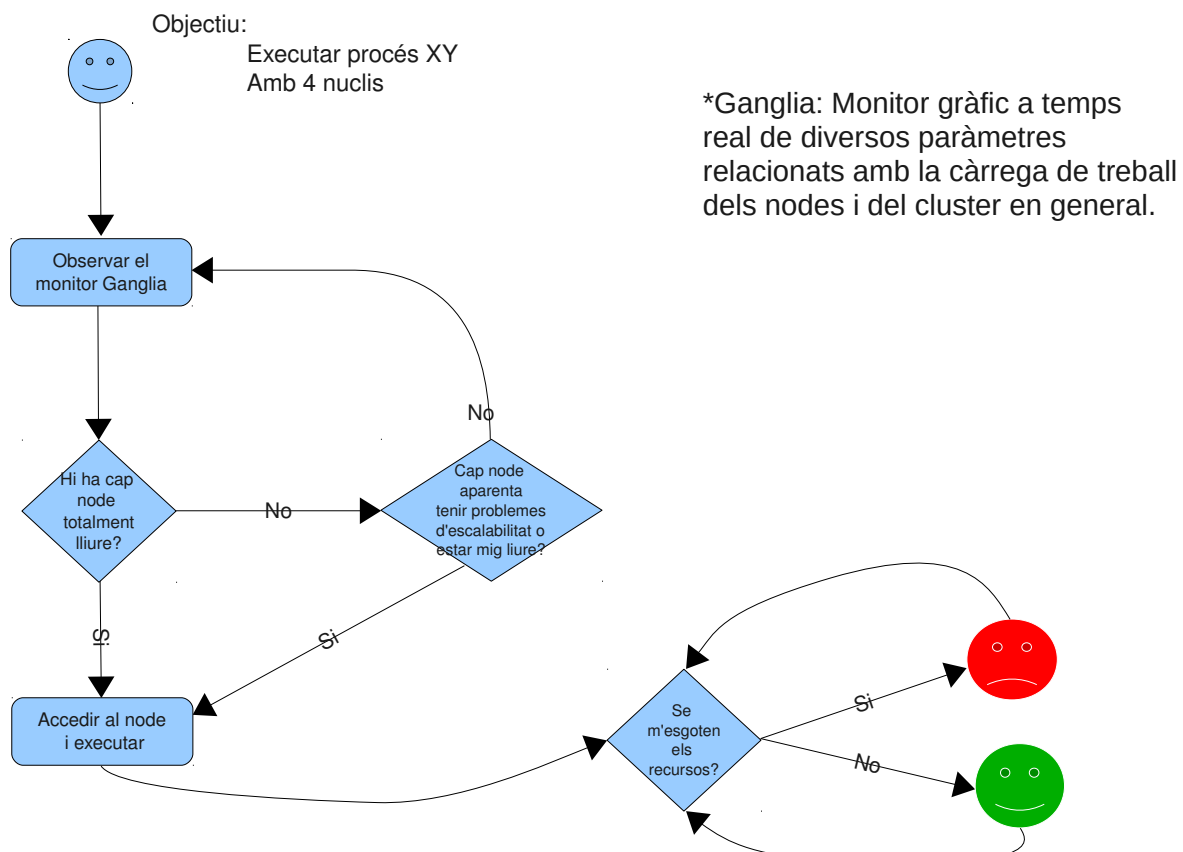 Objectiu:
Executar procés XY
Amb 4 nuclis
*Ganglia: Monitor gràfic a temps
real de diversos paràmetres
relacionats amb la càrrega de treball
dels nodes i del cluster en general.
Observar el
monitor Ganglia
No
Hi ha cap
node
totalment
lliure?
No
Cap node
aparenta
tenir problemes
d'escalabilitat o
estar mig lliure?
Si
Si
Accedir al node
i executar
Se
m'esgoten
els
recursos?
Si
No